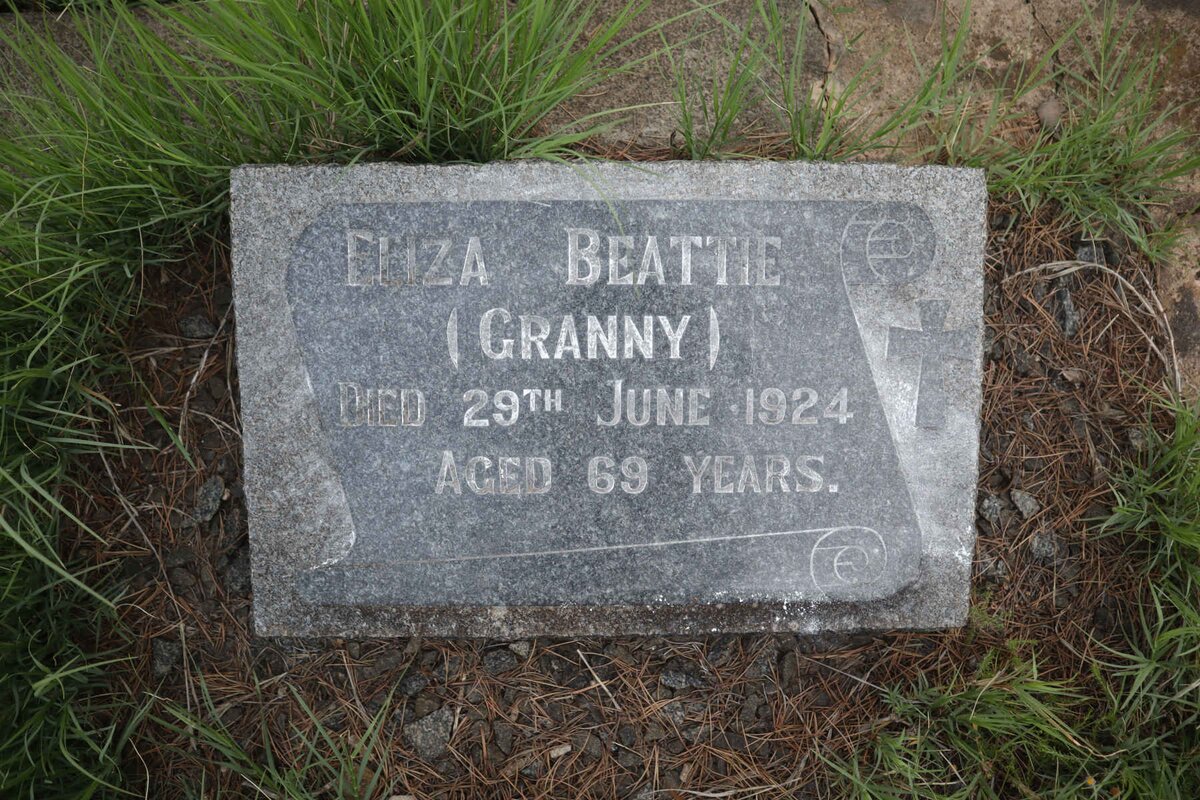 Eliza Beattie
(Granny)
Died 29th June 1924
Aged 69 years.